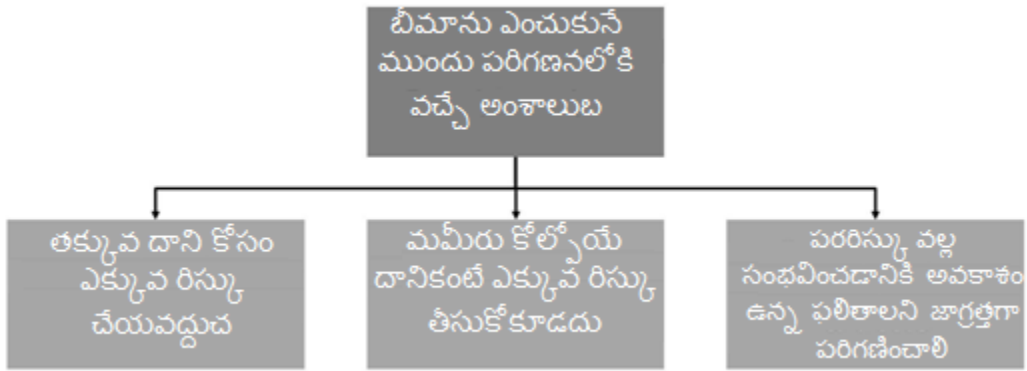 బీమాను ఎంచుకునే
ముందు పరిగణనలోకి
వచ్చే అంశాలుబ
తక్కువ దాని కోసం
ఎక్కువ రిస్కు
చేయవద్దుచ
మమీరు కోల్పోయే
దానికంటే ఎక్కువ రిస్కు
తీసుకోకూడదు
పరరిస్కు వల్ల
సంభవించడానికి అవకాశం
ఉన్న ఫలితాలని జాగ్రత్తగా
పరిగణించాలి